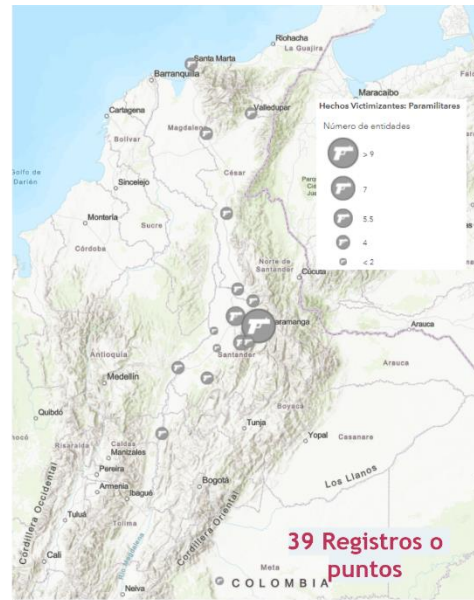 Riohacha
Santa Marta
La Guajira
Barranquilla
Maracaibo
Cartagena
Valledupar
Hechos Victimizantes: Paramilitares
Número de entidades
> 9
7
5.5
4
< 2
Magdalena
Bolívar
César
Golfo de
Darién
Sincelejo
Montería
Sucre
Córdoba
Norte de
Santander
Cúcuta
Arauca
aramanga
Santander
Antioquia
Arauca
Medellín
Boyacá
Quibdó
Tunja
Yopal
Casanare
Risaralda
Caldas
Manizales
Pereira
Armenia
Ibagué
Bogotá
Los Llanos
Cordillera Occidental
Cordillera Oriental
Tuluá
Tolima
Río Magdalena
Cali
39 Registros o
puntos
Meta
COLOMBIA
Neiva